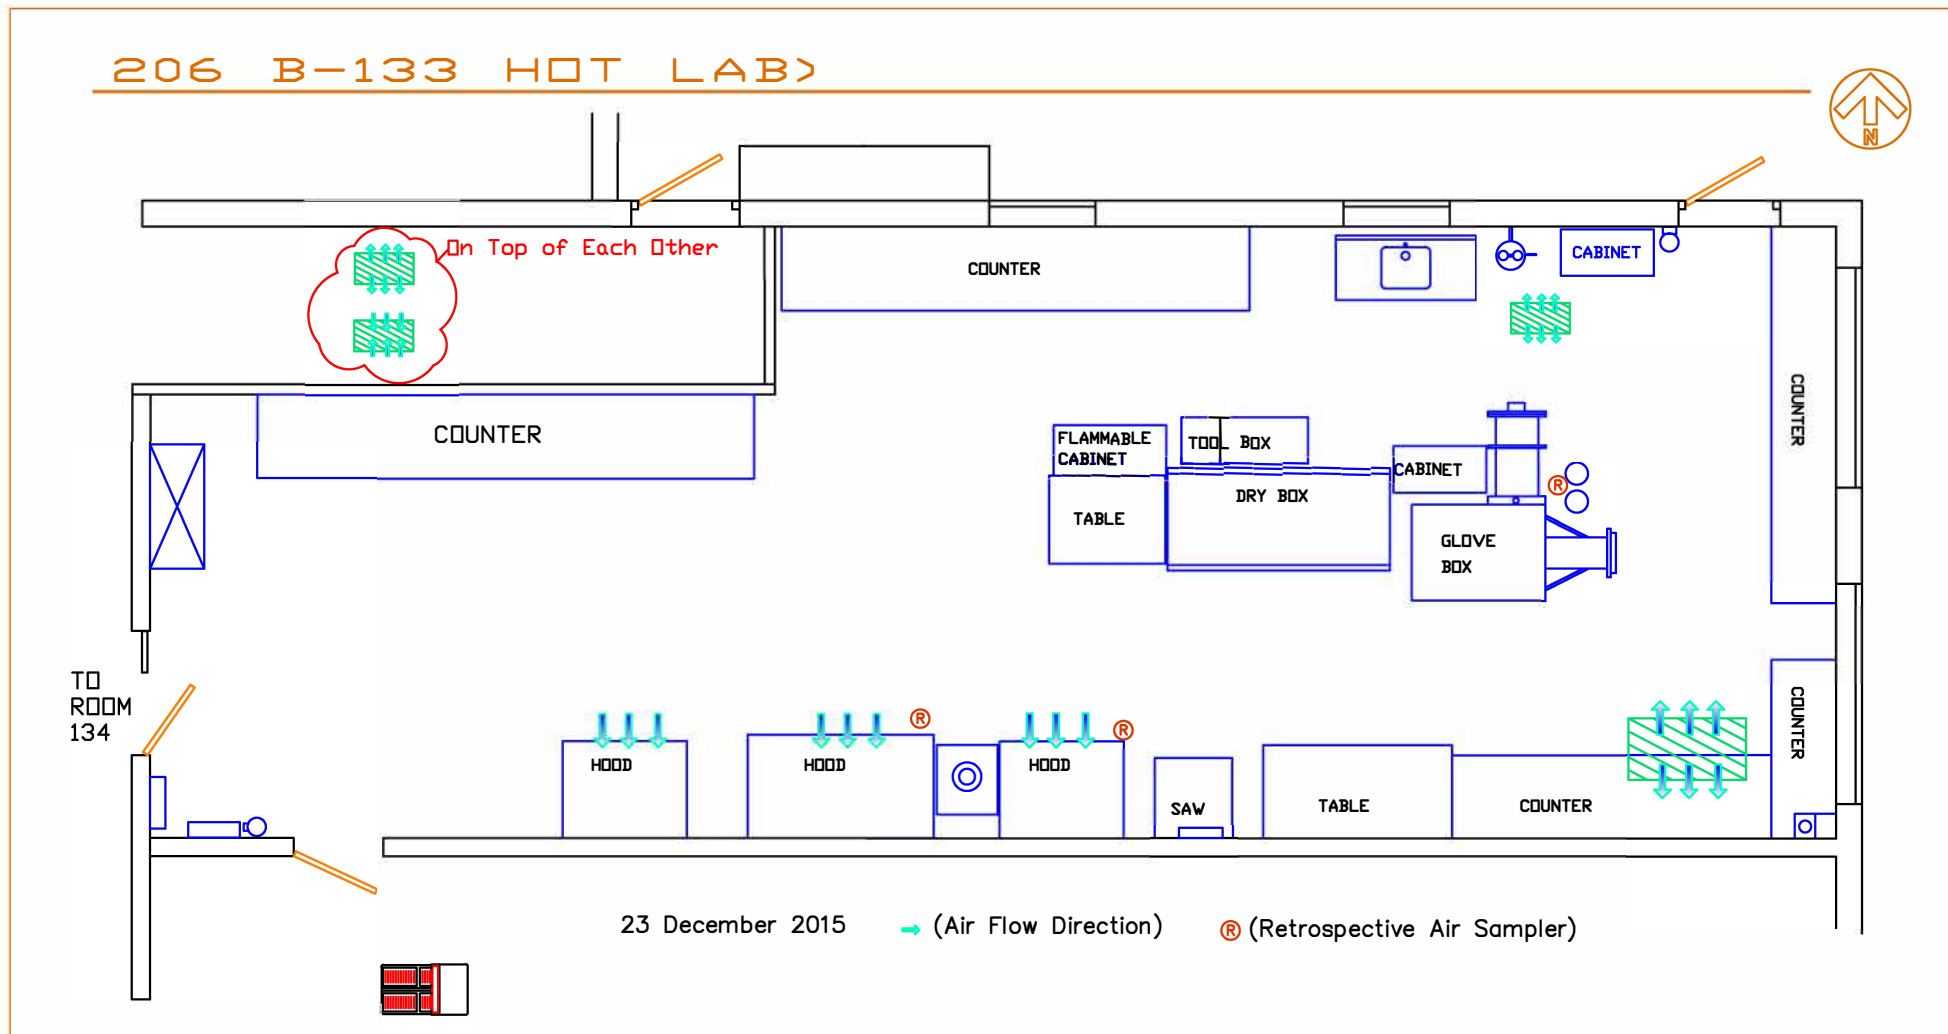 206 B-133 HOT LAB>
N
On Top of Each Other
COUNTER
CABINET
COUNTER
COUNTER
FLAMMABLE
CABINET
TOOL BOX
CABINET
DRY BOX
TABLE
GLOVE
BOX
R
TO
ROOM
134
R
R
HOOD
HOOD
HOOD
COUNTER
SAW
TABLE
COUNTER
23 December 2015
(Air Flow Direction)
R (Retrospective Air Sampler)